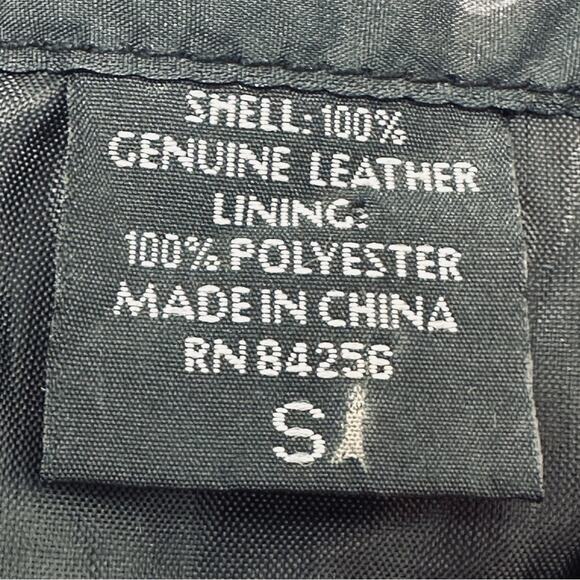 SHELL: 100%
GENUINE LEATHER
LINING:
100% POLYESTER
MADE IN CHINA
RN 84256
S